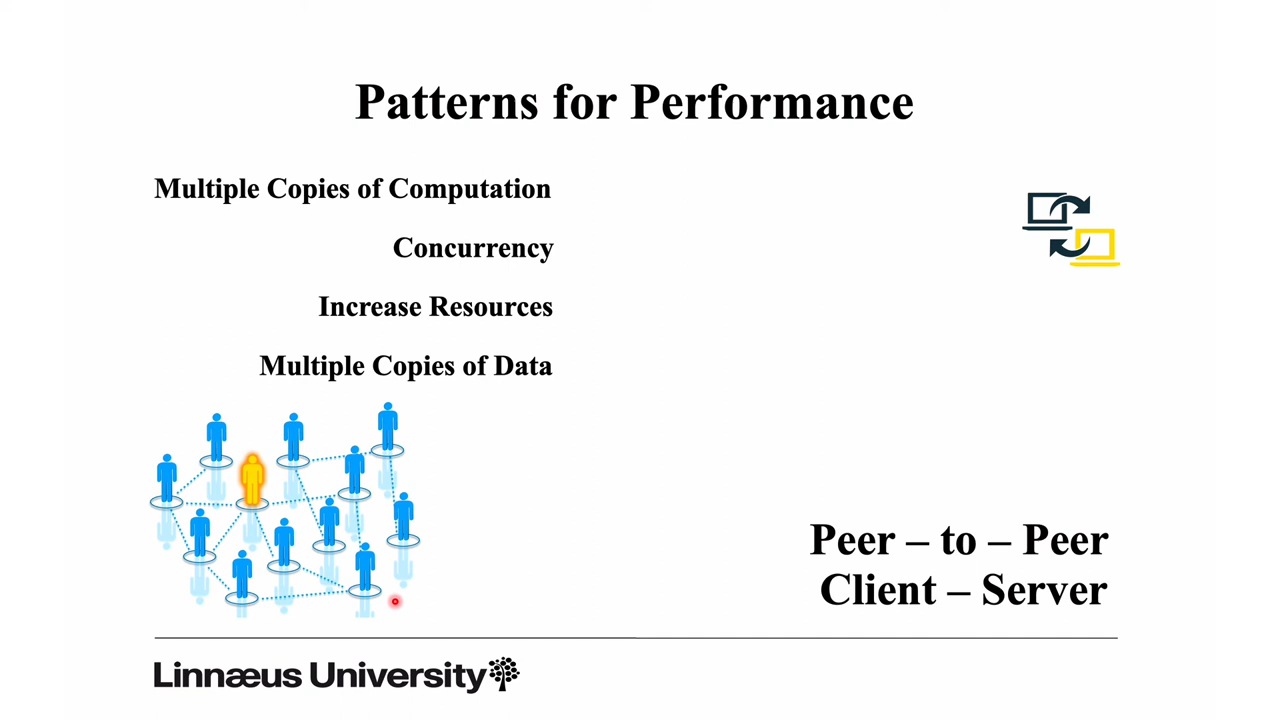 Patterns for Performance
Multiple Copies of Computation
Concurrency
Increase Resources
Multiple Copies of Data
Peer – to – Peer
Client – Server
Linnæus University